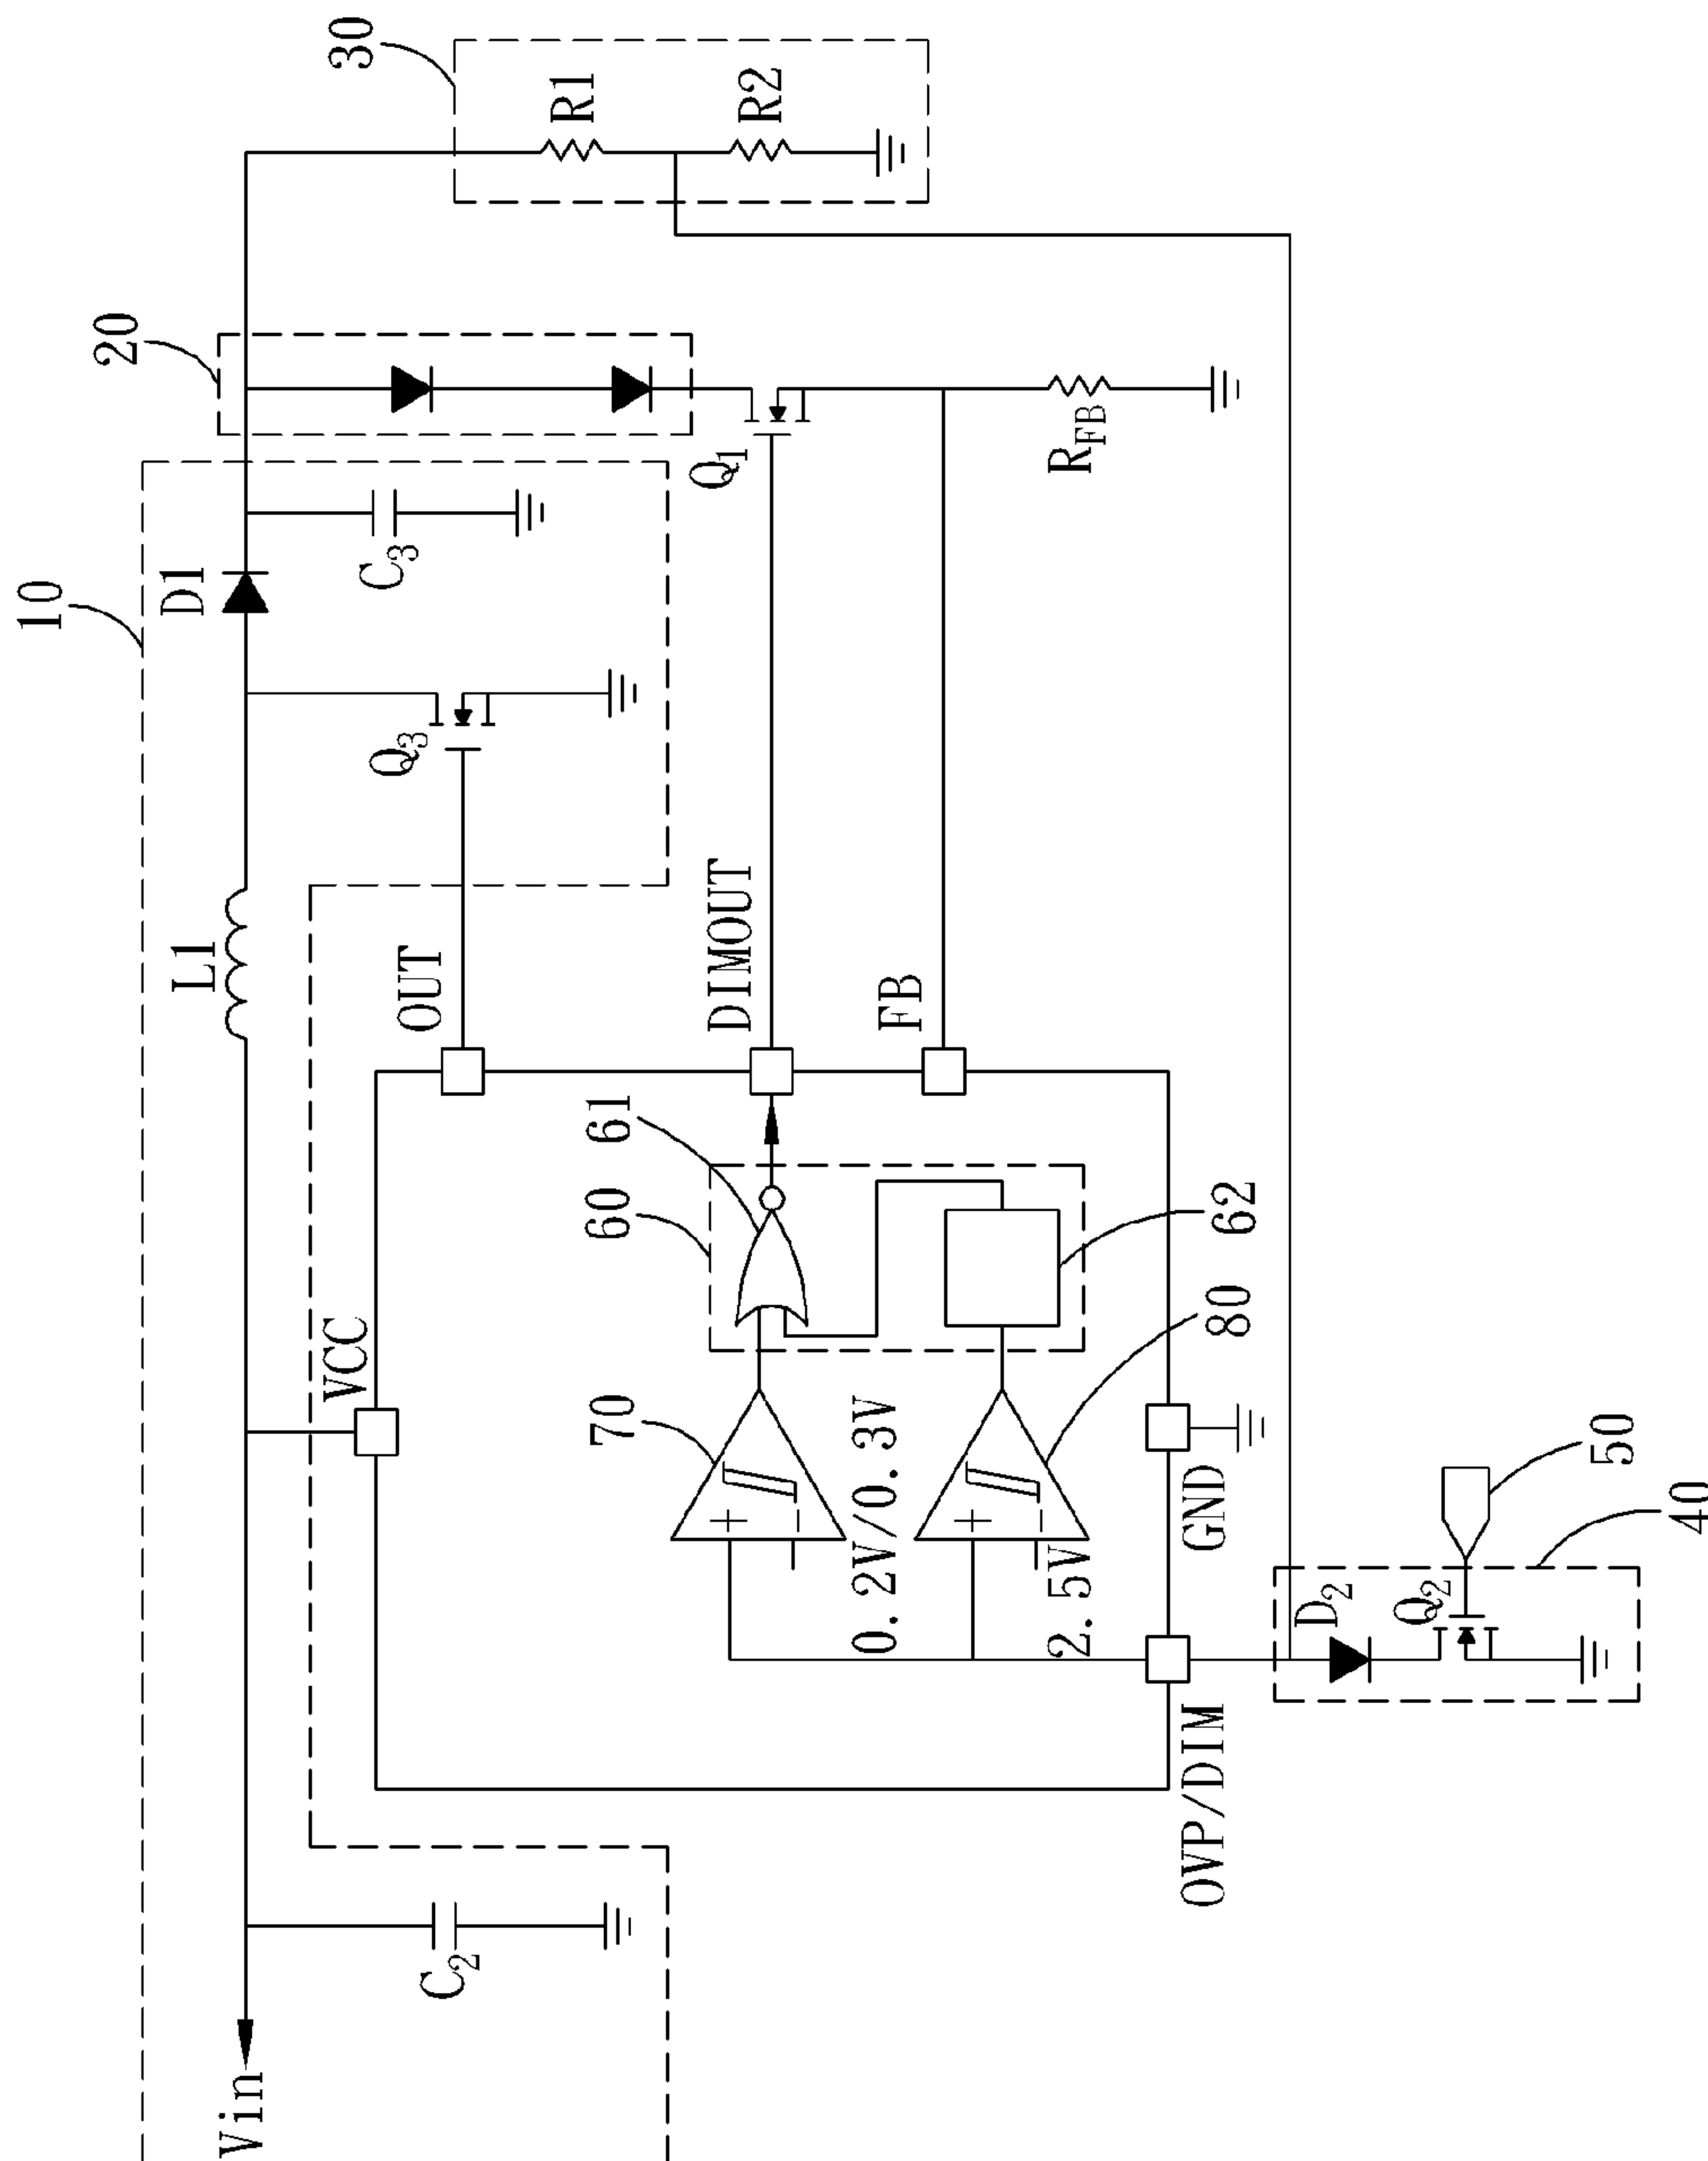 10
20
30
Vin
L1
D1
C2
VCC
OUT
Q3
C3
R1
R2
60
61
70
DIMOUT
Q1
0.2V/0.3V
FB
2.5V
80
62
RFB
OVP/DIM
GND
D2
Q2
50
40